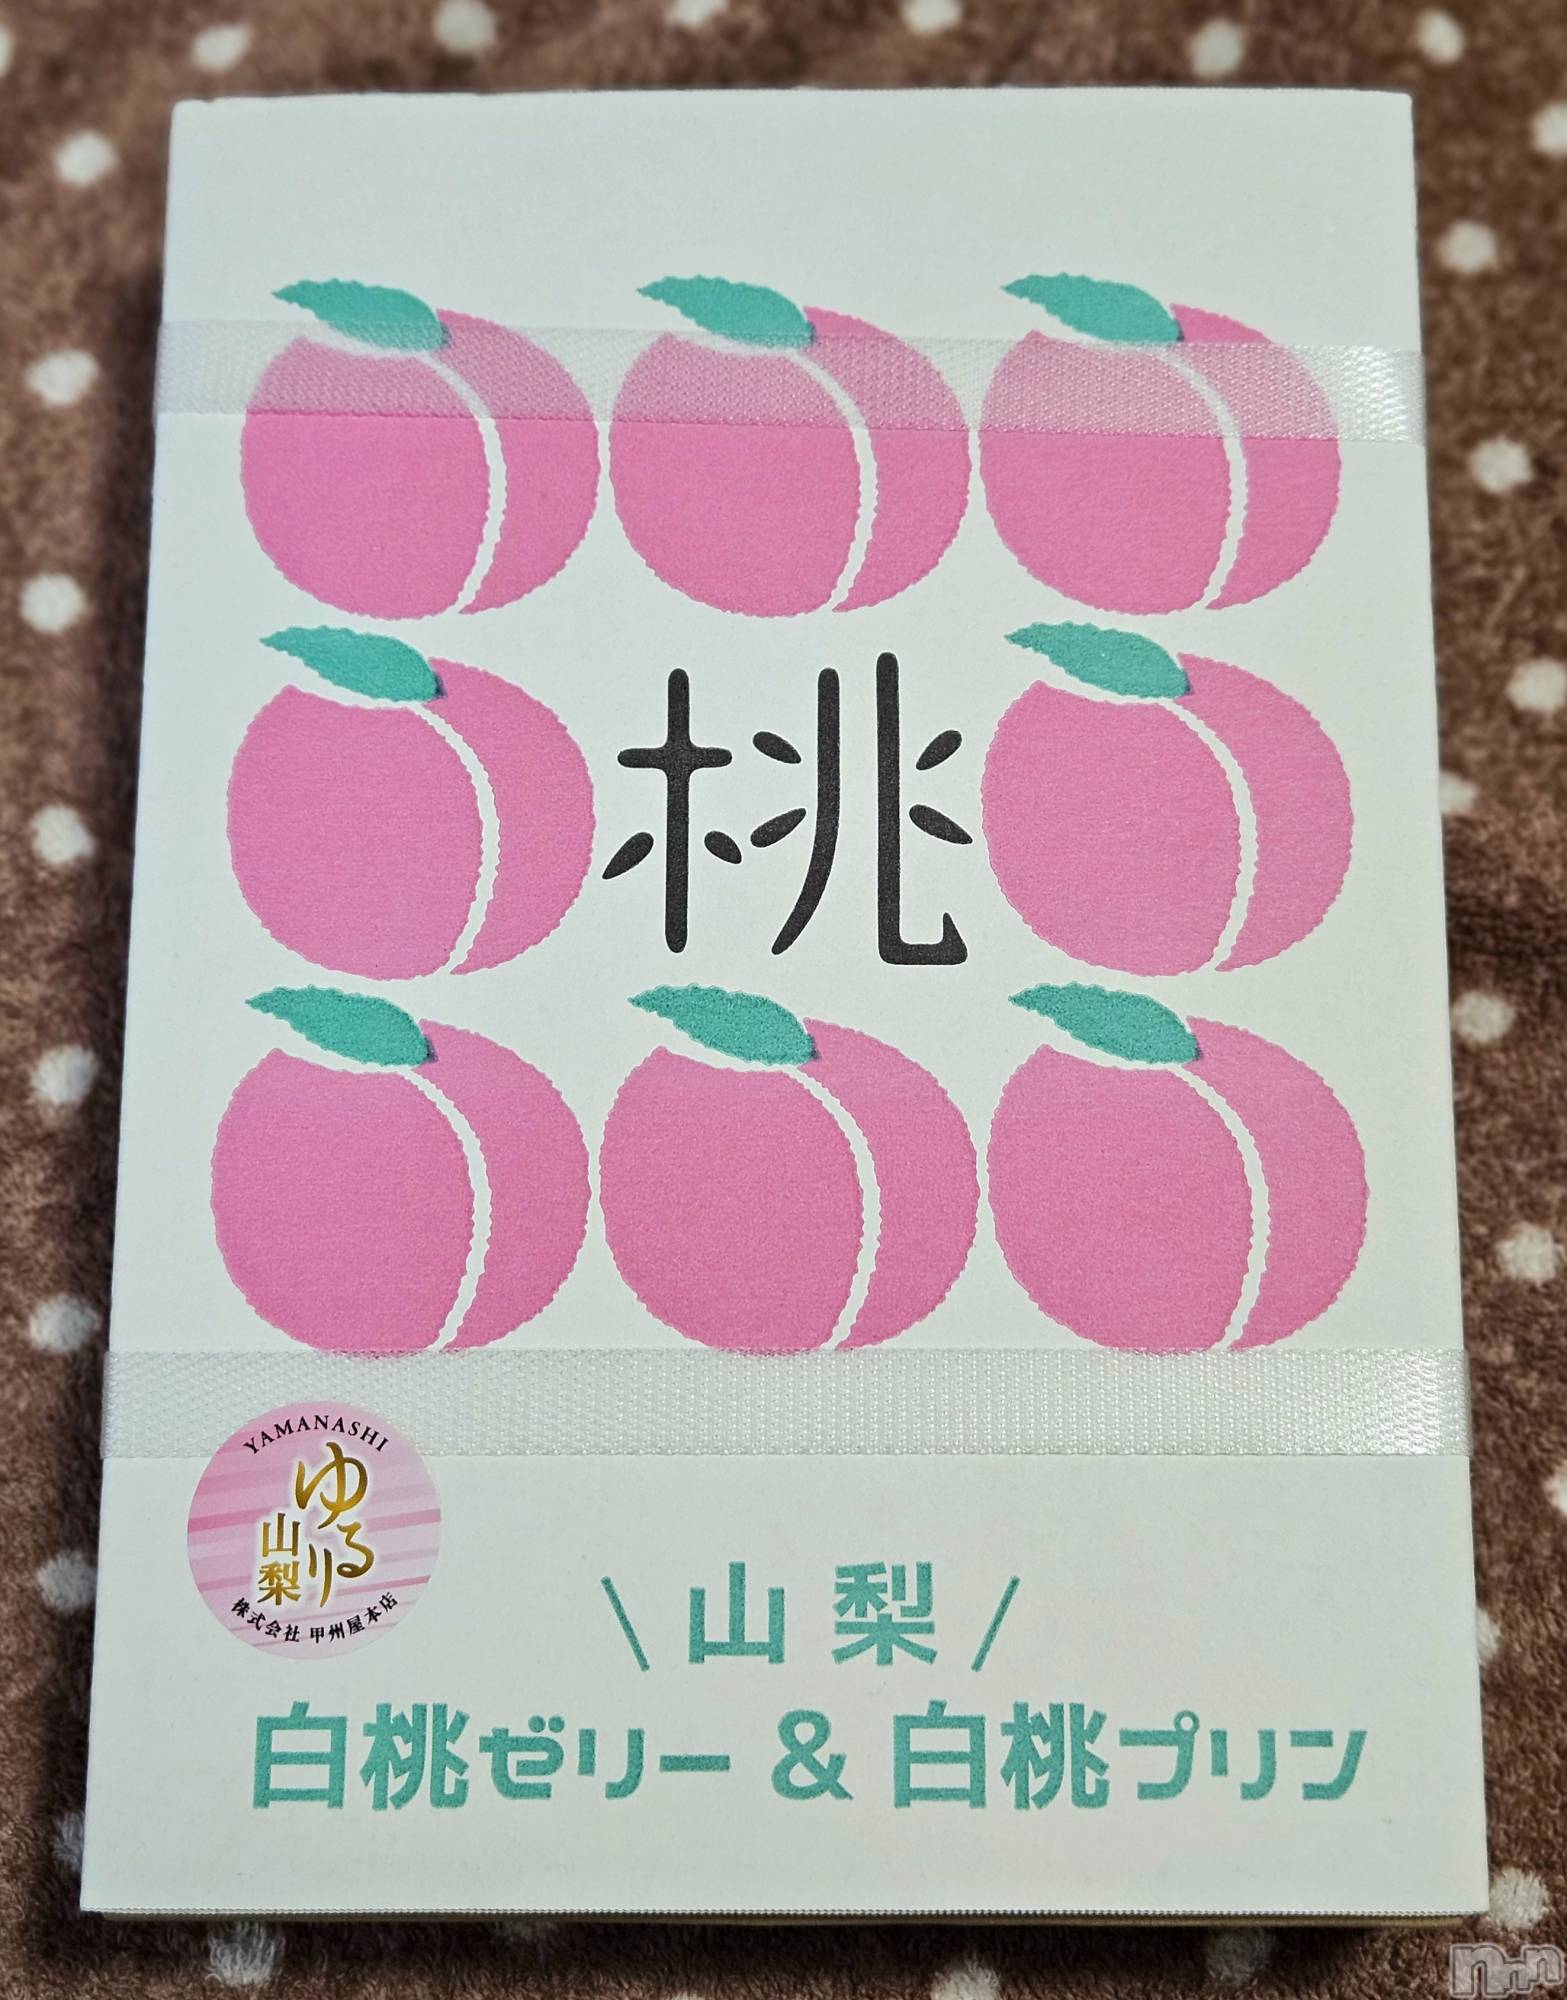 桃
YAMANASHI
ゆるり
山梨
株式会社 甲州屋本店
\ 山梨 /
白桃ゼリー & 白桃プリン